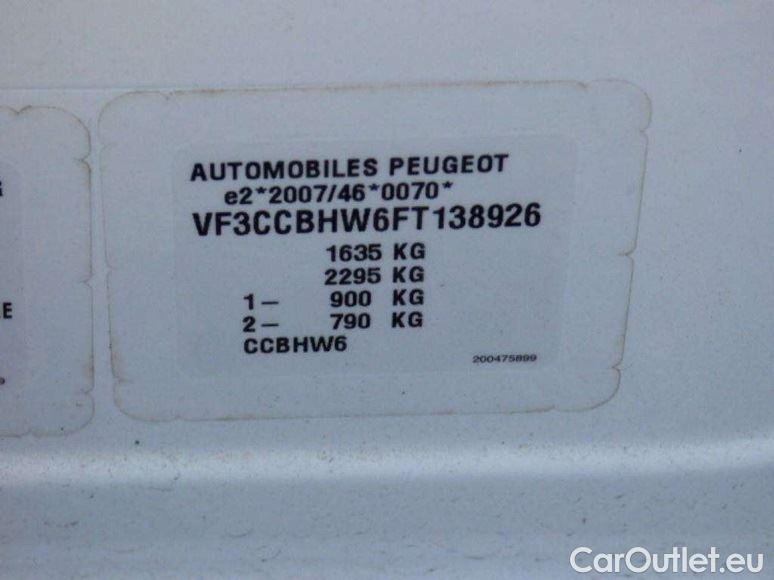 AUTOMOBILES PEUGEOT
e2*2007/46*0070*
VF3CCBHW6FT138926
1635 KG
2295 KG
1- 900 KG
2- 790 KG
CCBHW6
200475899
CarOutlet.eu